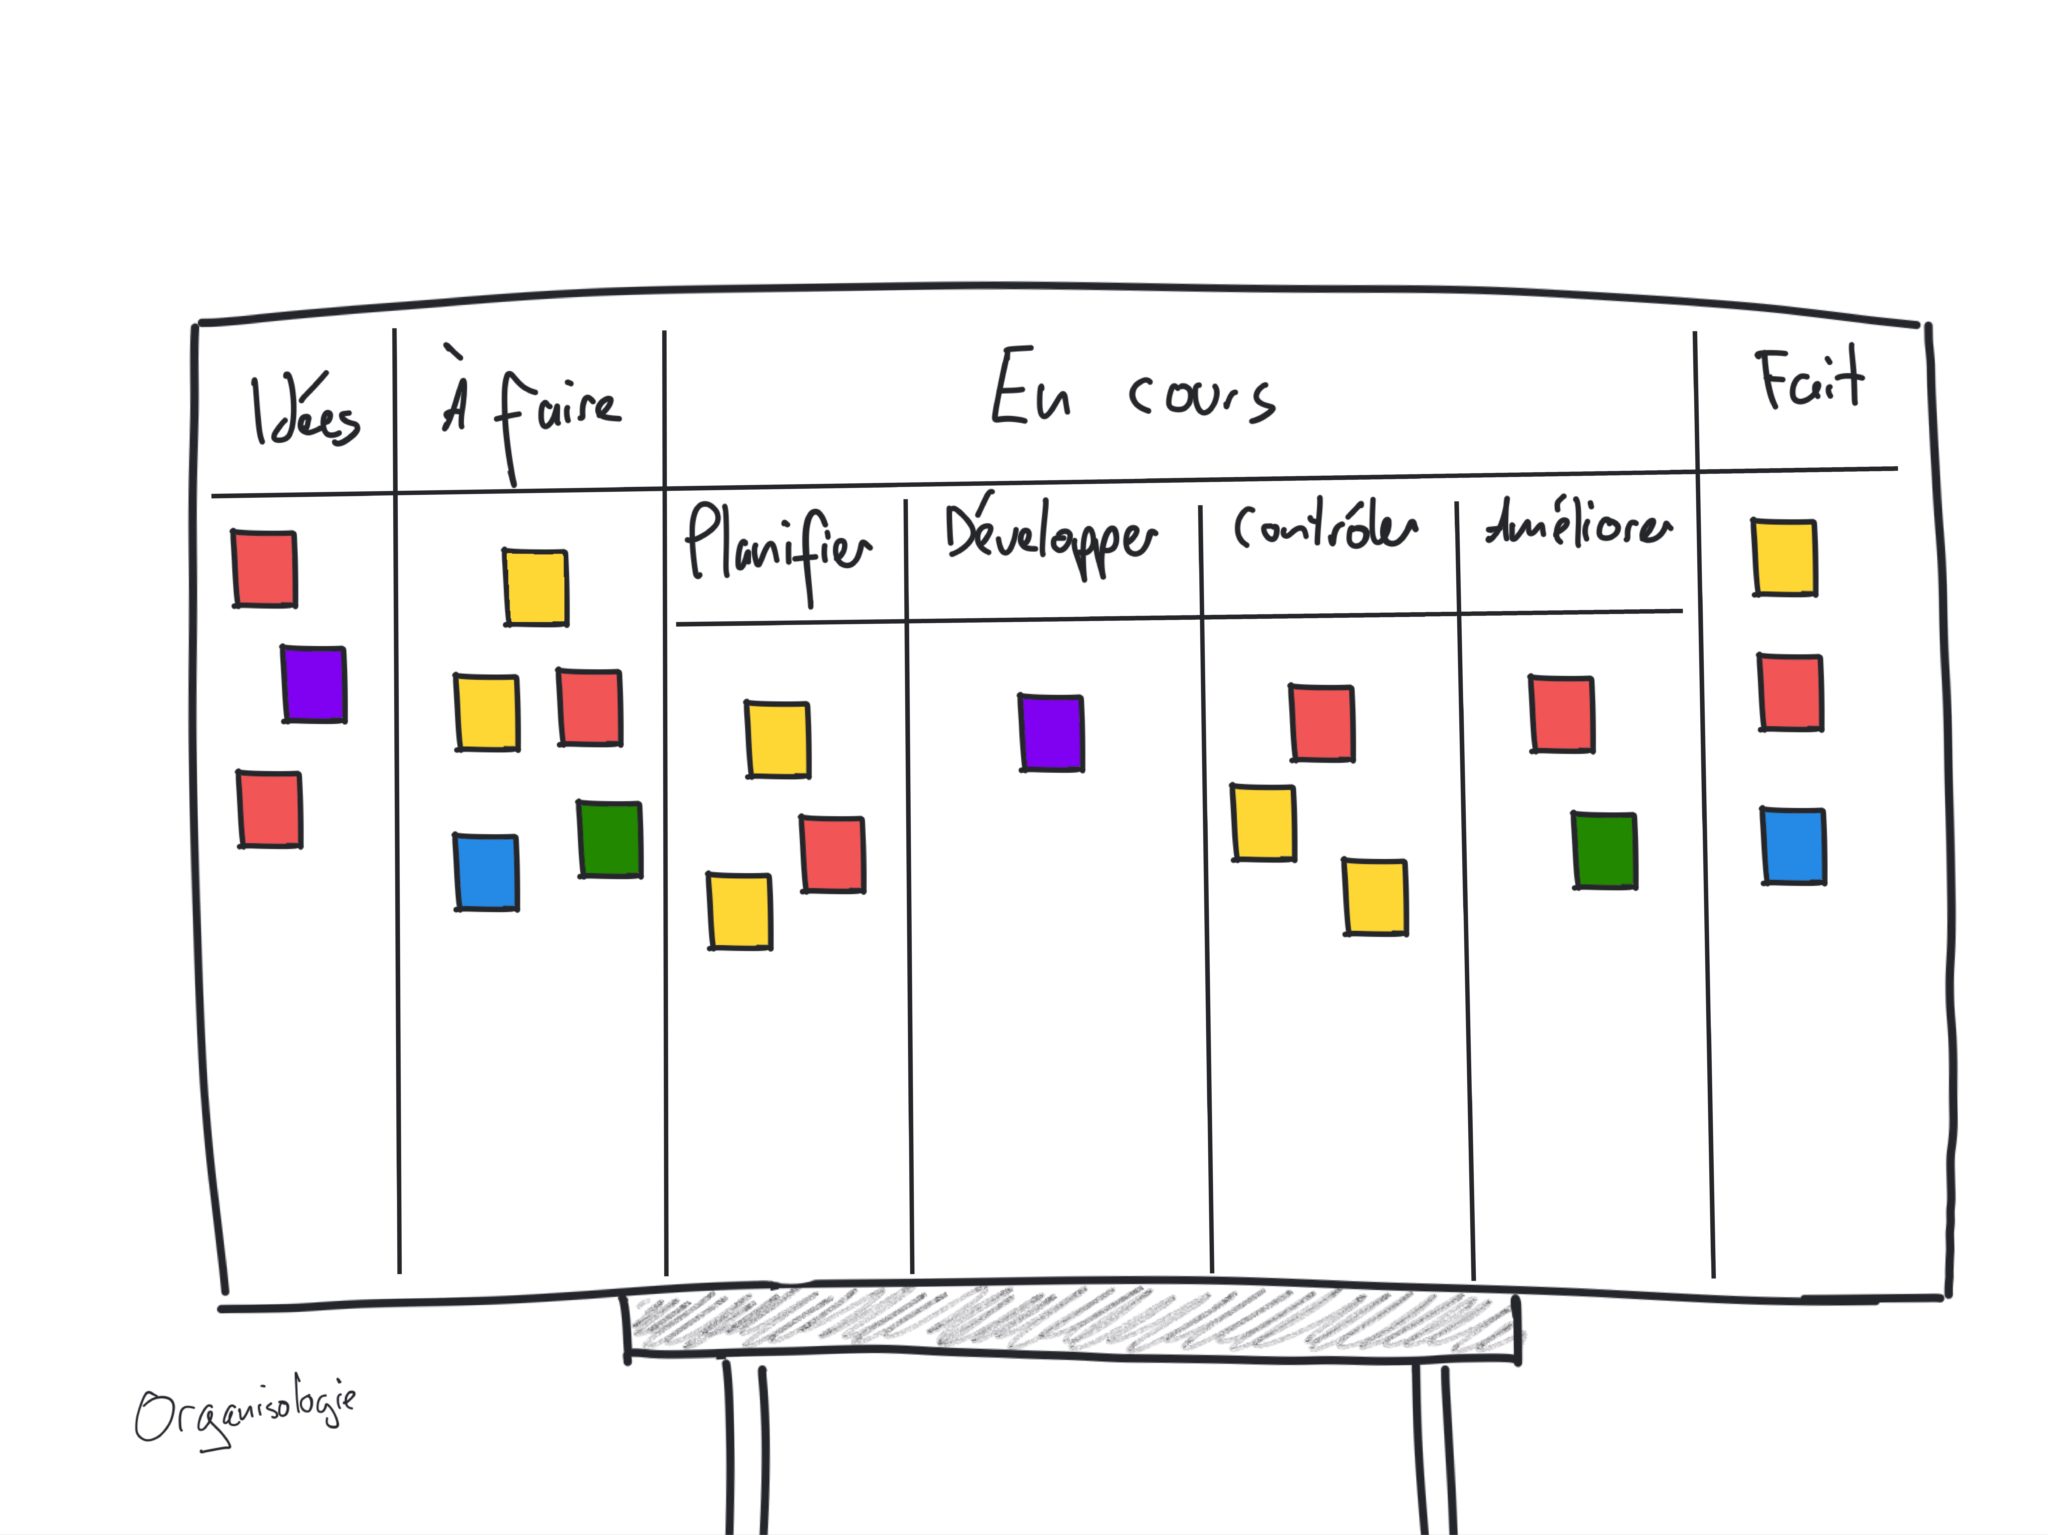 Idées
À faire
En cours
Fait
Planifier
Développer
Contrôler
Améliorer
Organisologie